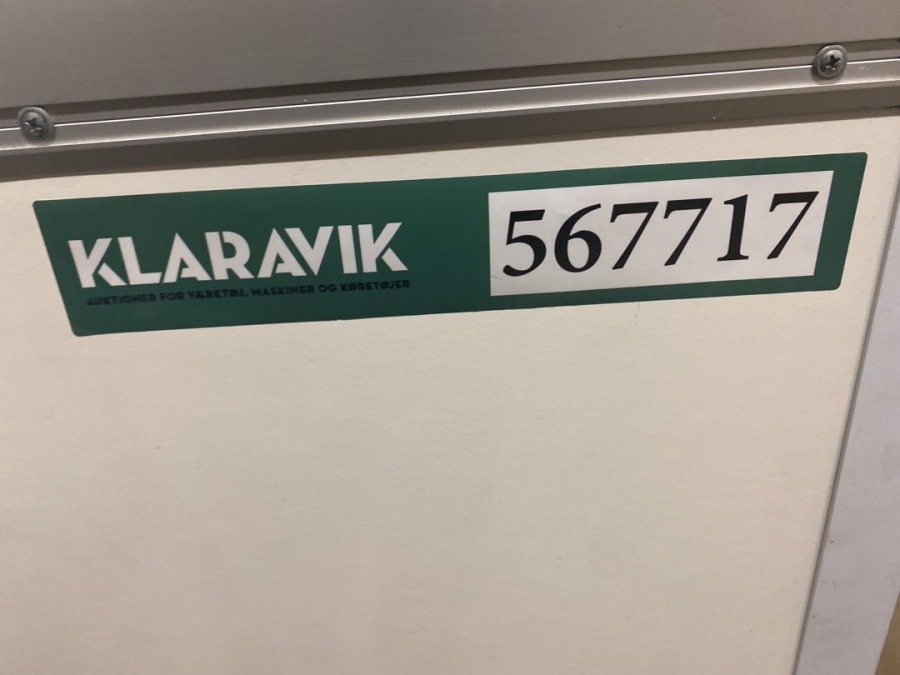 KLARAVIK
AUKTIONER FOR VÆRKTØJ, MASKINER OG KØRETØJER
567717